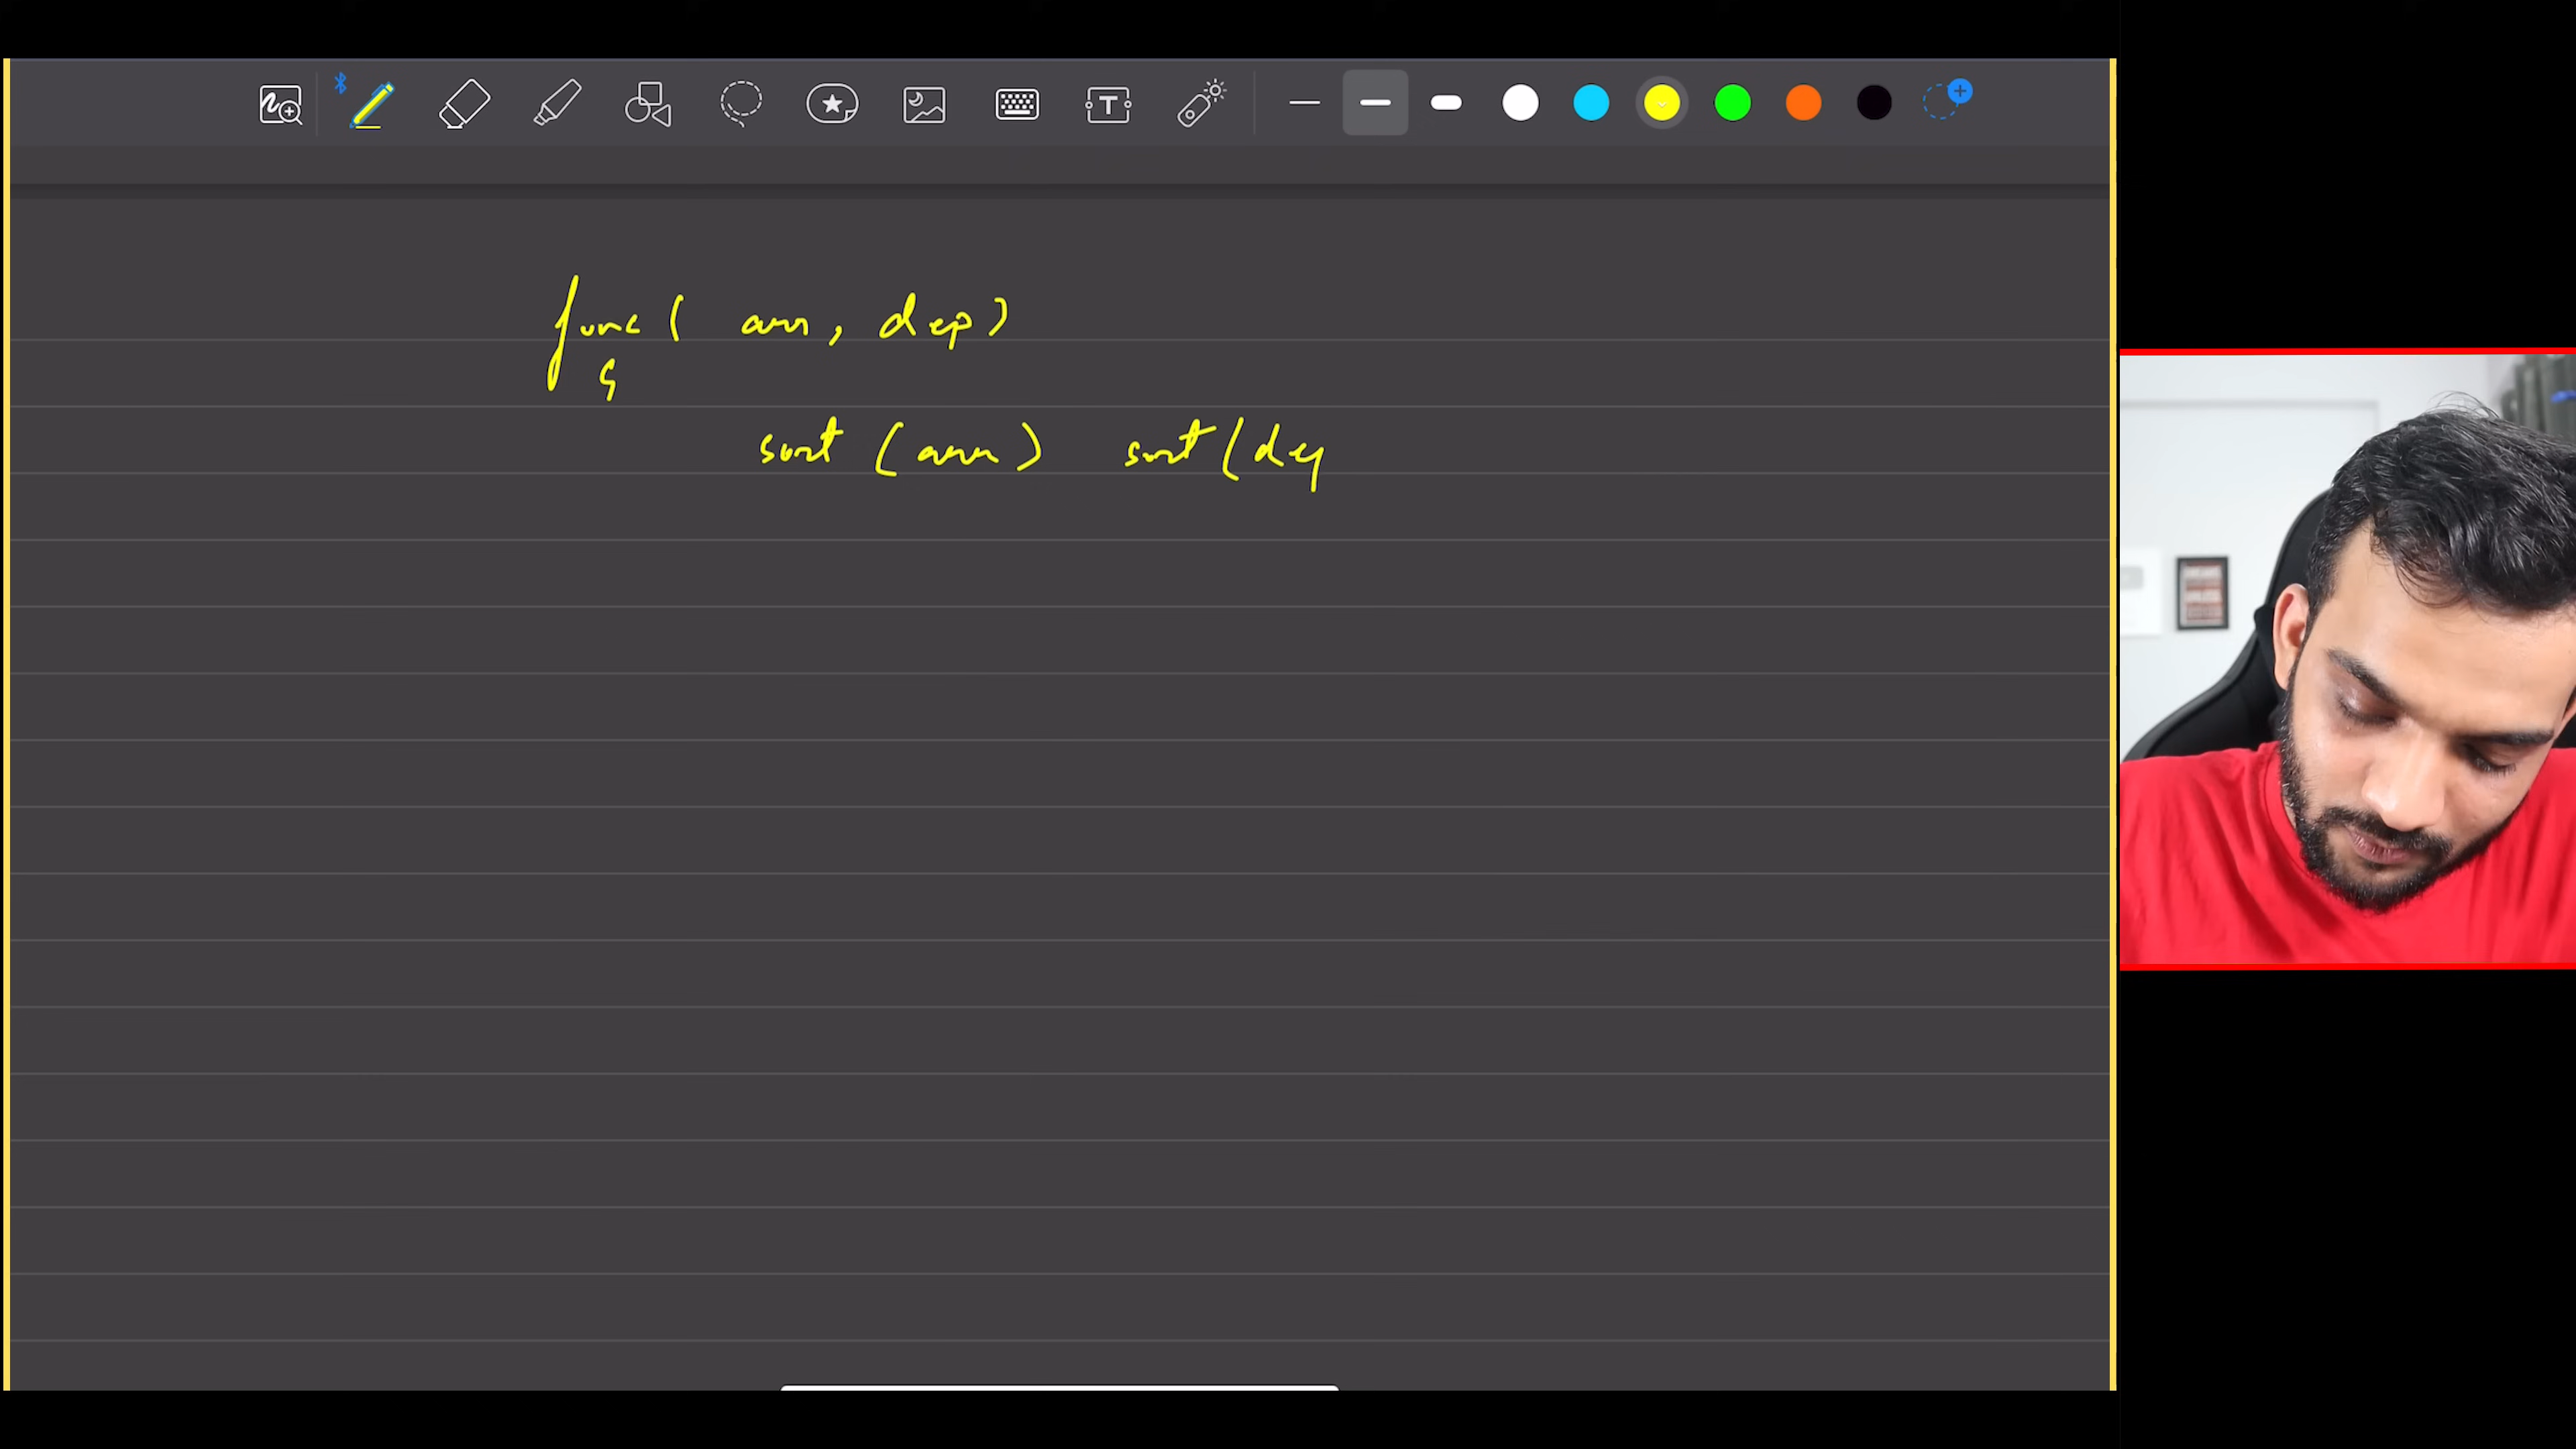 func( arr, dep)
{
sort (arr) sort(dep